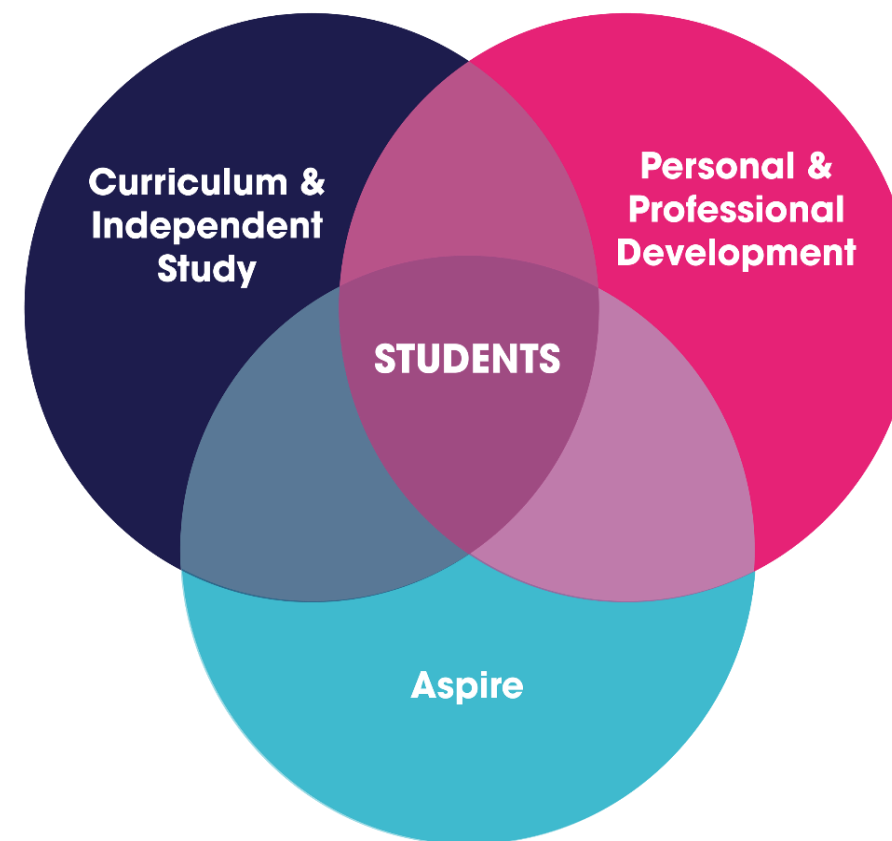 Curriculum &
Independent
Study
Personal &
Professional
Development
STUDENTS
Aspire